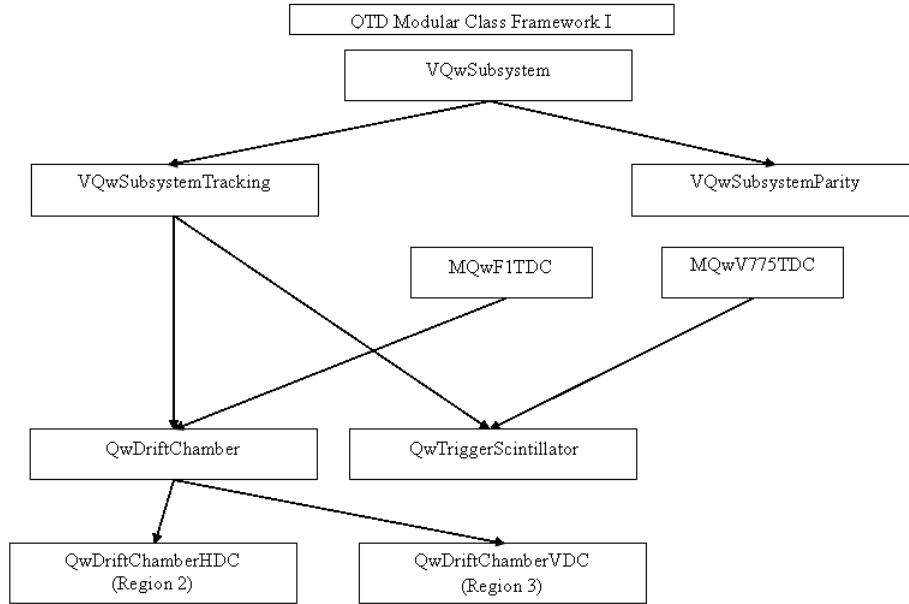 QTD Modular Class Framework I
VQwSubsystem
VQwSubsystemTracking
VQwSubsystemParity
MQwF1TDC
MQwV775TDC
QwDriftChamber
QwTriggerScintillator
QwDriftChamberHDC
(Region 2)
QwDriftChamberVDC
(Region 3)